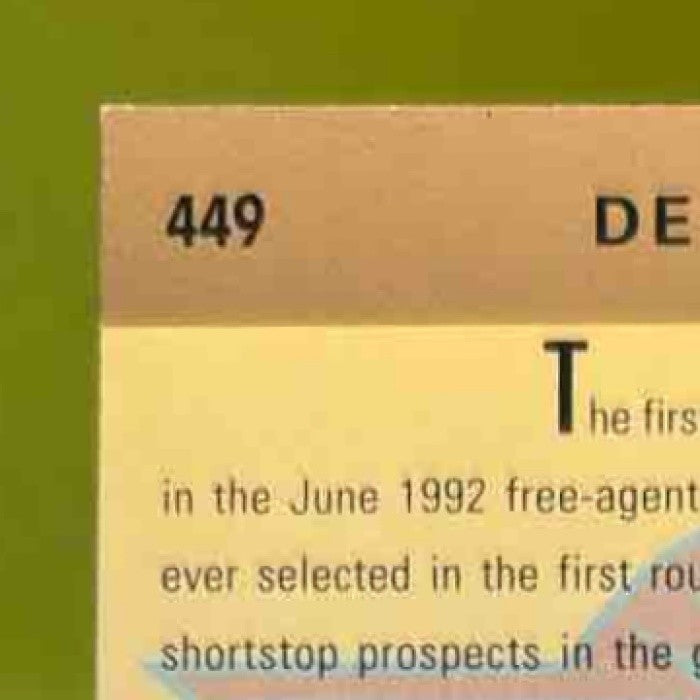 449 DE
The firs
in the June 1992 free-agent
ever selected in the first rou
shortstop prospects in the